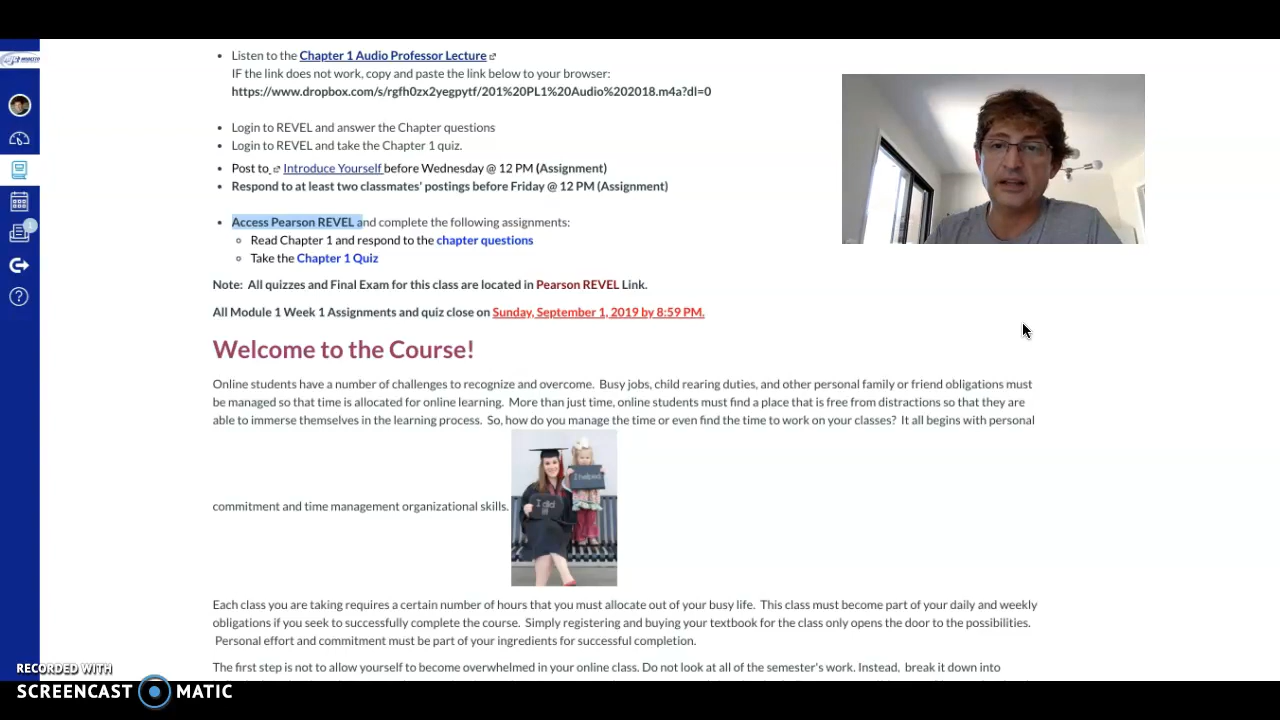 Listen to the Chapter 1 Audio Professor Lecture
IF the link does not work, copy and paste the link below to your browser:
https://www.dropbox.com/s/rgfh0zx2yegpytf/201%20PL1%20Audio%202018.m4a?dl=0
Login to REVEL and answer the Chapter questions
Login to REVEL and take the Chapter 1 quiz.
Post to Introduce Yourself before Wednesday @ 12 PM (Assignment)
Respond to at least two classmates' postings before Friday @ 12 PM (Assignment)
Access Pearson REVEL and complete the following assignments:
Read Chapter 1 and respond to the chapter questions
Take the Chapter 1 Quiz
Note: All quizzes and Final Exam for this class are located in Pearson REVEL Link.
All Module 1 Week 1 Assignments and quiz close on Sunday, September 1, 2019 by 8:59 PM.
Welcome to the Course!
Online students have a number of challenges to recognize and overcome. Busy jobs, child rearing duties, and other personal family or friend obligations must
be managed so that time is allocated for online learning. More than just time, online students must find a place that is free from distractions so that they are
able to immerse themselves in the learning process. So, how do you manage the time or even find the time to work on your classes? It all begins with personal
commitment and time management organizational skills.
I helped
I did it
Each class you are taking requires a certain number of hours that you must allocate out of your busy life. This class must become part of your daily and weekly
obligations if you seek to successfully complete the course. Simply registering and buying your textbook for the class only opens the door to the possibilities.
Personal effort and commitment must be part of your ingredients for successful completion.
The first step is not to allow yourself to become overwhelmed in your online class. Do not look at all of the semester's work. Instead, break it down into
1
RECORDED WITH
SCREENCAST MATIC